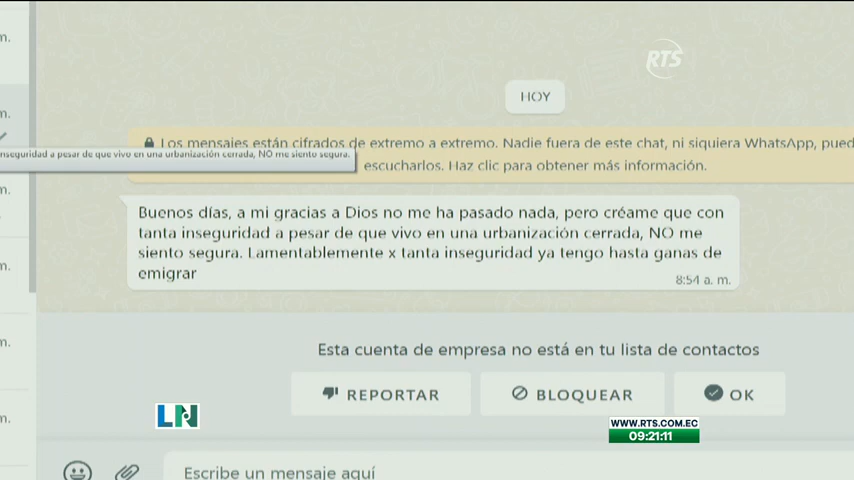 m.
RTS
HOY
m.
Los mensajes están cifrados de extremo a extremo. Nadie fuera de este chat, ni siquiera WhatsApp, pued
nseguridad a pesar de que vivo en una urbanización cerrada, NO me siento segura.
escucharlos. Haz clic para obtener más información.
m.
Buenos días, a mi gracias a Dios no me ha pasado nada, pero créame que con
tanta inseguridad a pesar de que vivo en una urbanización cerrada, NO me
siento segura. Lamentablemente x tanta inseguridad ya tengo hasta ganas de
emigrar
8:54 a. m.
m.
m.
Esta cuenta de empresa no está en tu lista de contactos
REPORTAR
BLOQUEAR
OK
LN
m.
WWW.RTS.COM.EC
09:21:11
Escribe un mensaje aquí